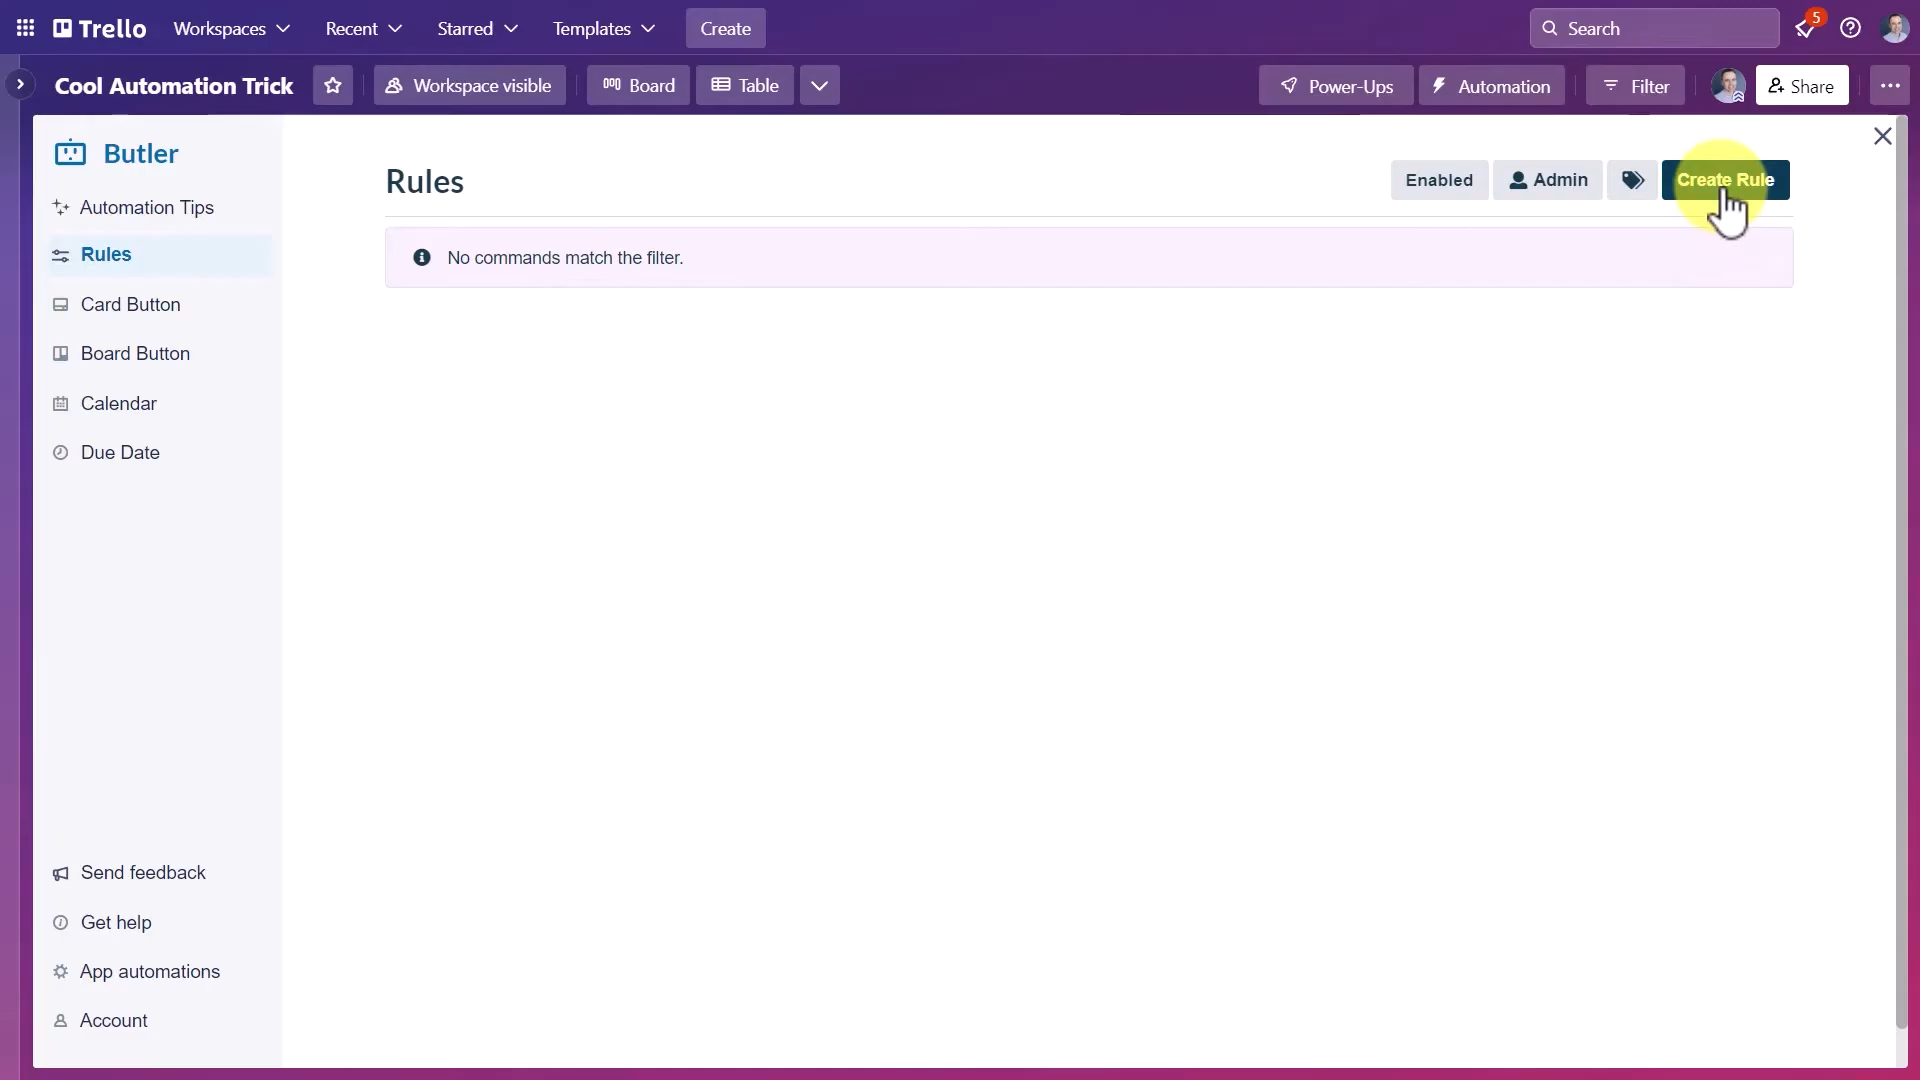 Trello
Workspaces
Recent
Starred
Templates
Create
Search
5
Cool Automation Trick
Workspace visible
Board
Table
Power-Ups
Automation
Filter
Share
Butler
Automation Tips
Rules
Card Button
Board Button
Calendar
Due Date
Send feedback
Get help
App automations
Account
Rules
Enabled
Admin
Create Rule
No commands match the filter.